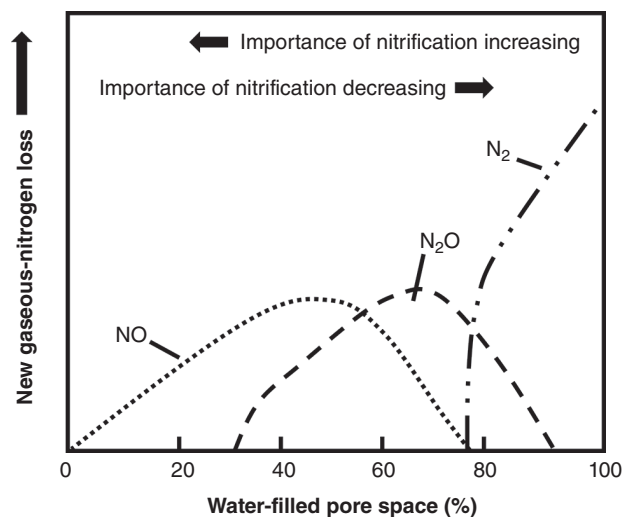 Importance of nitrification increasing
Importance of nitrification decreasing
New gaseous-nitrogen loss
N₂
N₂O
NO
0 20 40 60 80 100
Water-filled pore space (%)